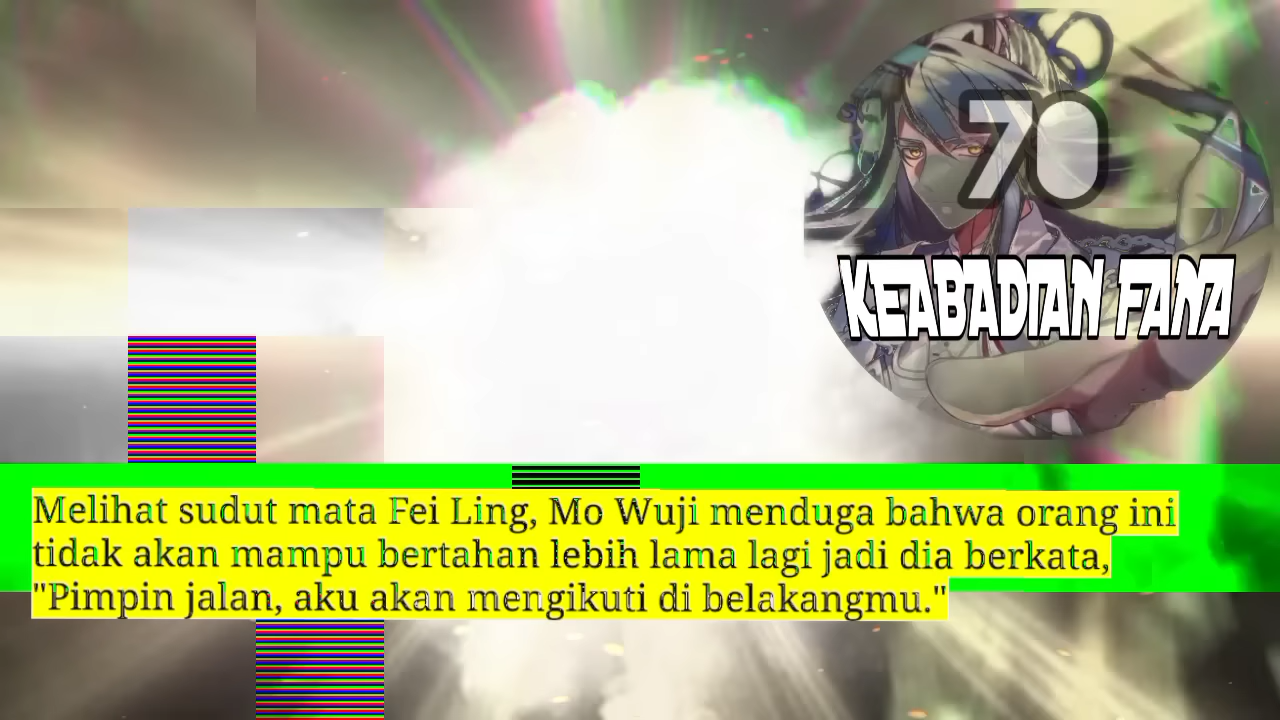 70
KEABADIAN FANA
Melihat sudut mata Fei Ling, Mo Wuji menduga bahwa orang ini
tidak akan mampu bertahan lebih lama lagi jadi dia berkata,
"Pimpin jalan, aku akan mengikuti di belakangmu."